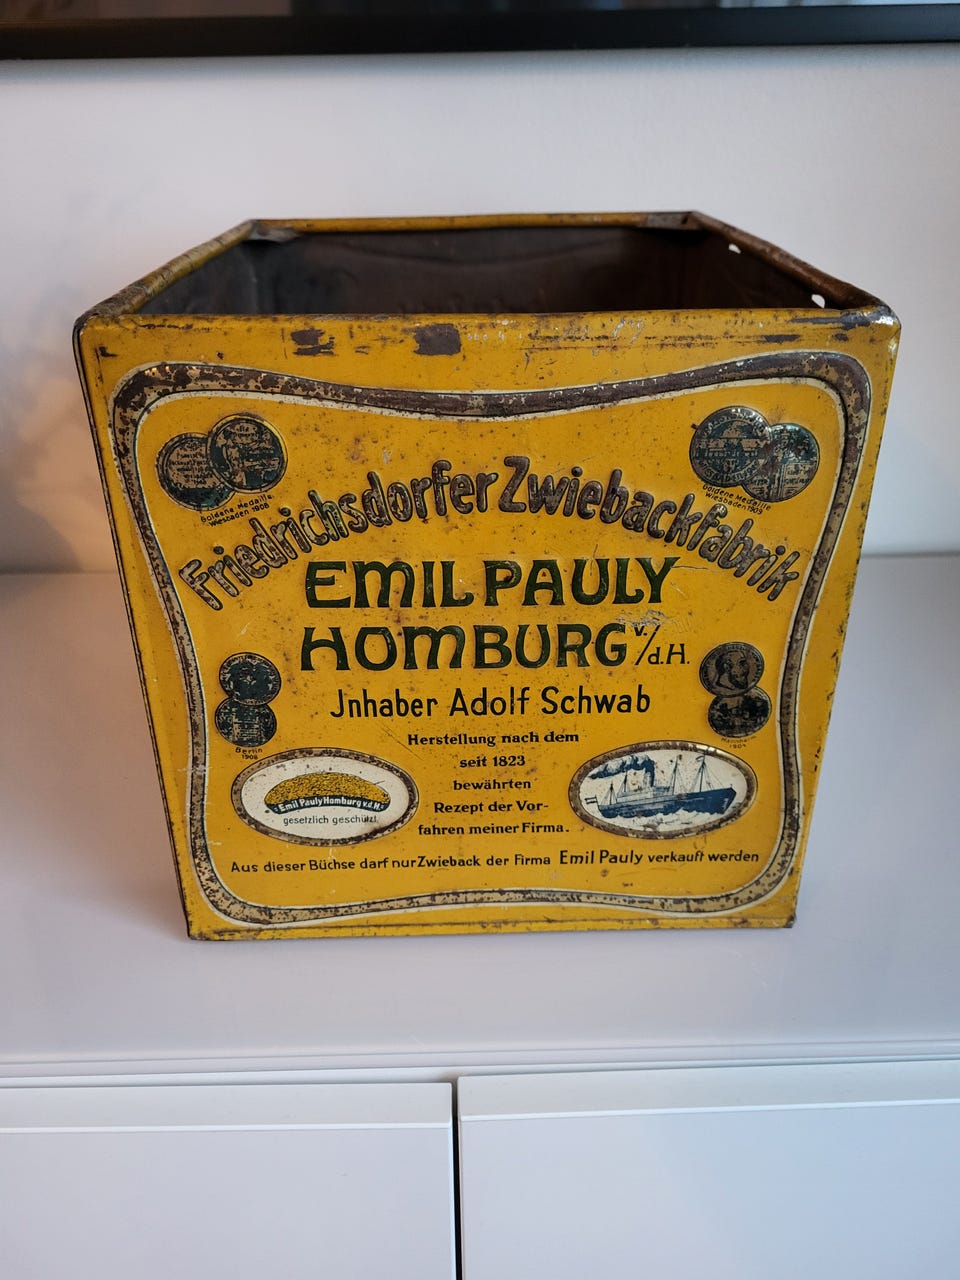 Goldene Medaille
Wiesbaden 1908
Goldene Medaille
Wiesbaden 1909
Friedrichsdorfer Zwiebackfabrik
EMIL PAULY
HOMBURG v./d.H.
Jnhaber Adolf Schwab
Herstellung nach dem
seit 1823
bewährten
Rezept der Vor-
fahren meiner Firma.
Berlin
1908
Mannheim
1904
Emil Pauly Homburg v.d.H.
gesetzlich geschützt
Aus dieser Büchse darf nur Zwieback der Firma Emil Pauly verkauft werden